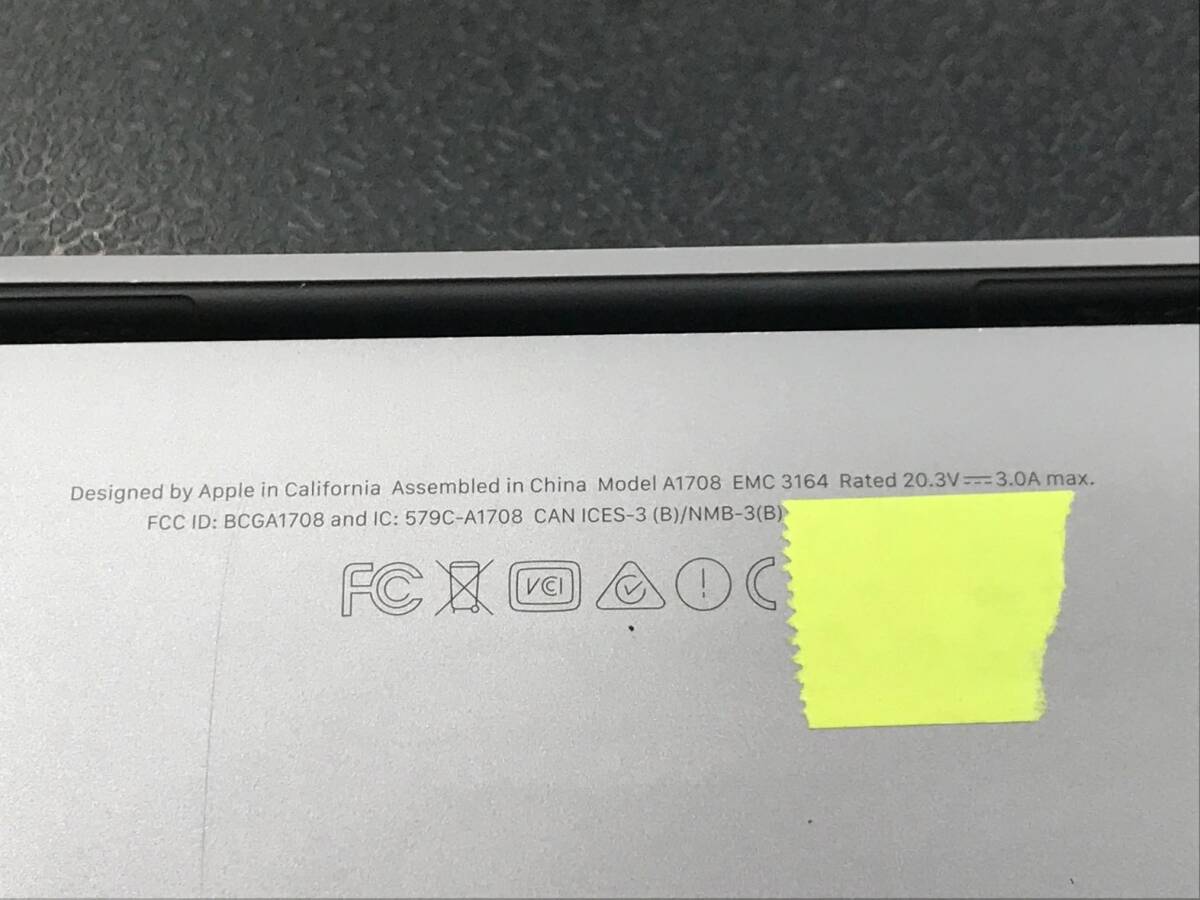 Designed by Apple in California Assembled in China Model A1708 EMC 3164 Rated 20.3V⎓3.0A max.
FCC ID: BCGA1708 and IC: 579C-A1708 CAN ICES-3 (B)/NMB-3(B)
FC VCI ! C